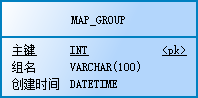 MAP_GROUP
主键 INT <pk>
组名 VARCHAR(100)
创建时间 DATETIME